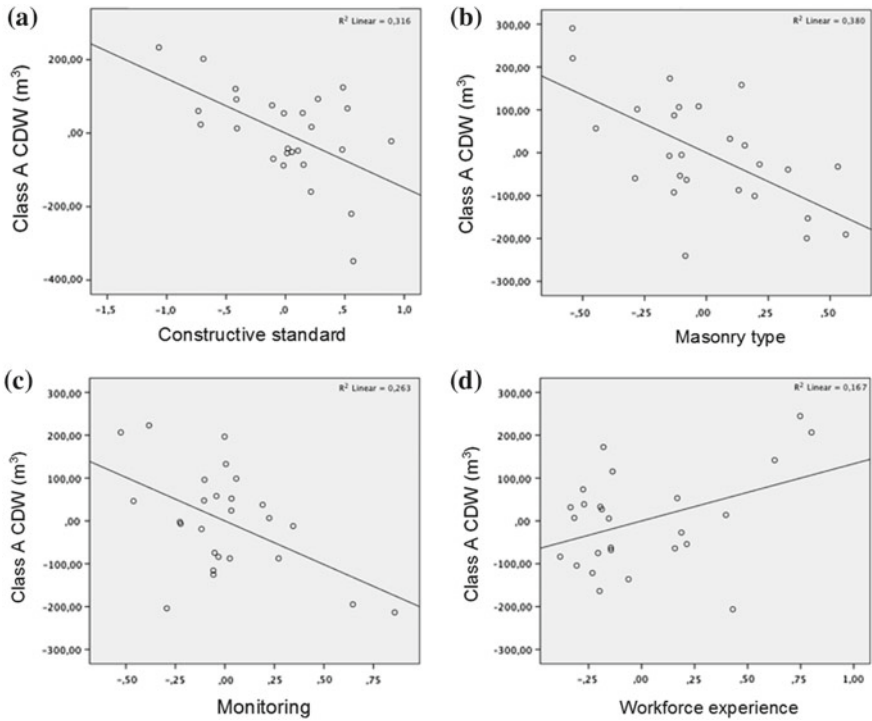 (a)
R² Linear = 0,316
Class A CDW (m³)
200,00
,00
-200,00
-400,00
-1,5 -1,0 -,5 ,0 ,5 1,0
Constructive standard
(b)
R² Linear = 0,380
Class A CDW (m³)
300,00
200,00
100,00
,00
-100,00
-200,00
-300,00
-,50 -,25 ,00 ,25 ,50
Masonry type
(c)
R² Linear = 0,263
Class A CDW (m³)
300,00
200,00
100,00
,00
-100,00
-200,00
-300,00
-,50 -,25 ,00 ,25 ,50 ,75
Monitoring
(d)
R² Linear = 0,167
Class A CDW (m³)
300,00
200,00
100,00
,00
-100,00
-200,00
-300,00
-,25 ,00 ,25 ,50 ,75 1,00
Workforce experience